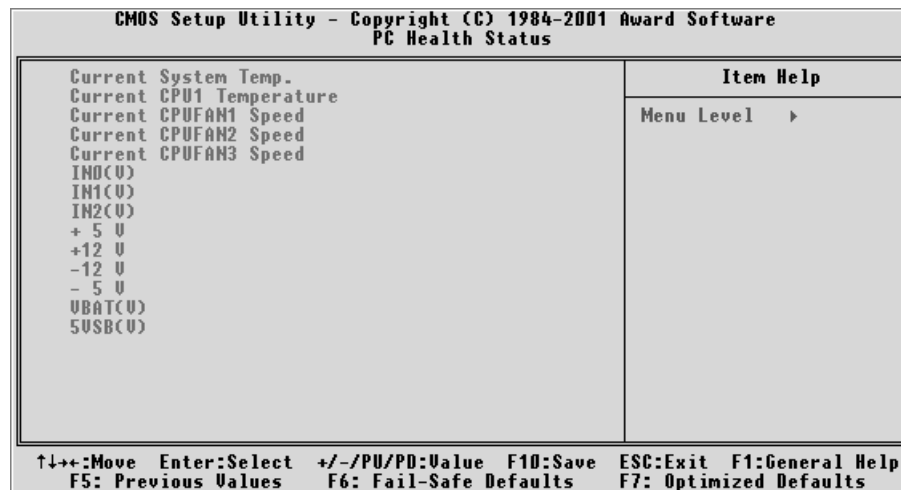 CMOS Setup Utility - Copyright (C) 1984-2001 Award Software
PC Health Status
Current System Temp.
Current CPU1 Temperature
Current CPUFAN1 Speed
Current CPUFAN2 Speed
Current CPUFAN3 Speed
IN0(V)
IN1(V)
IN2(V)
+ 5 V
+12 V
-12 V
- 5 V
VBAT(V)
5VSB(V)
Item Help
Menu Level ▸
↑↓→←:Move Enter:Select +/-/PU/PD:Value F10:Save ESC:Exit F1:General Help
F5: Previous Values F6: Fail-Safe Defaults F7: Optimized Defaults